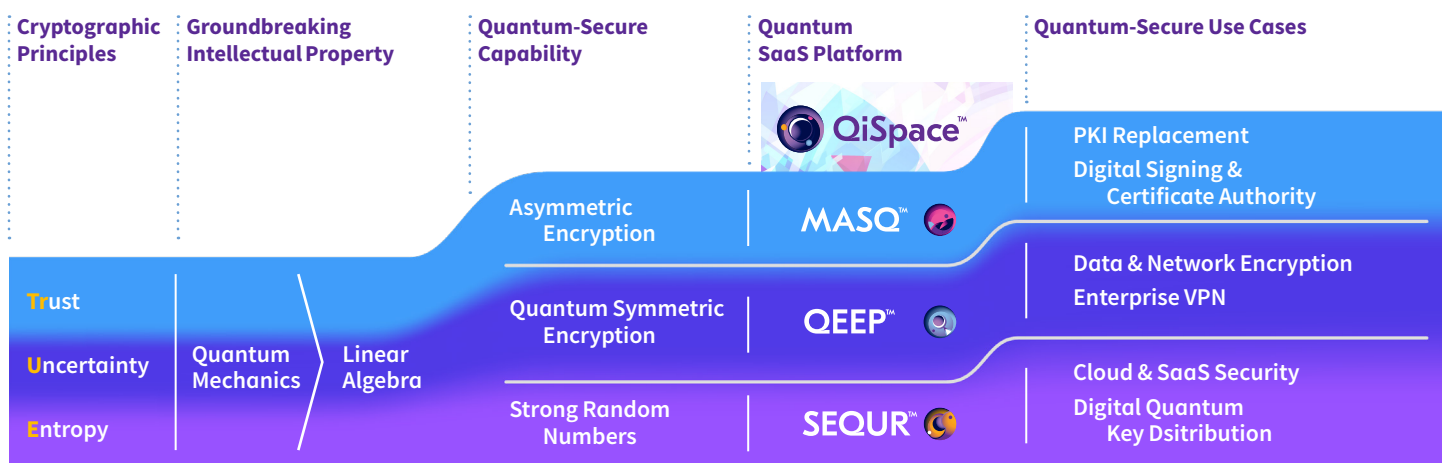 Cryptographic
Principles
Groundbreaking
Intellectual Property
Quantum-Secure
Capability
Quantum
SaaS Platform
Quantum-Secure Use Cases
QiSpace™
Trust
Uncertainty
Entropy
Quantum
Mechanics
Linear
Algebra
Asymmetric
Encryption
MASQ™
PKI Replacement
Digital Signing &
Certificate Authority
Quantum Symmetric
Encryption
QEEP™
Data & Network Encryption
Enterprise VPN
Strong Random
Numbers
SEQUR™
Cloud & SaaS Security
Digital Quantum
Key Dsitribution